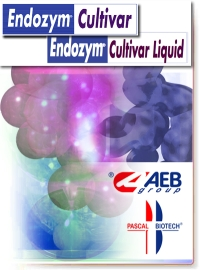 Endozym® Cultivar
Endozym® Cultivar Liquid
® AEB
group
PASCAL BIOTECH®